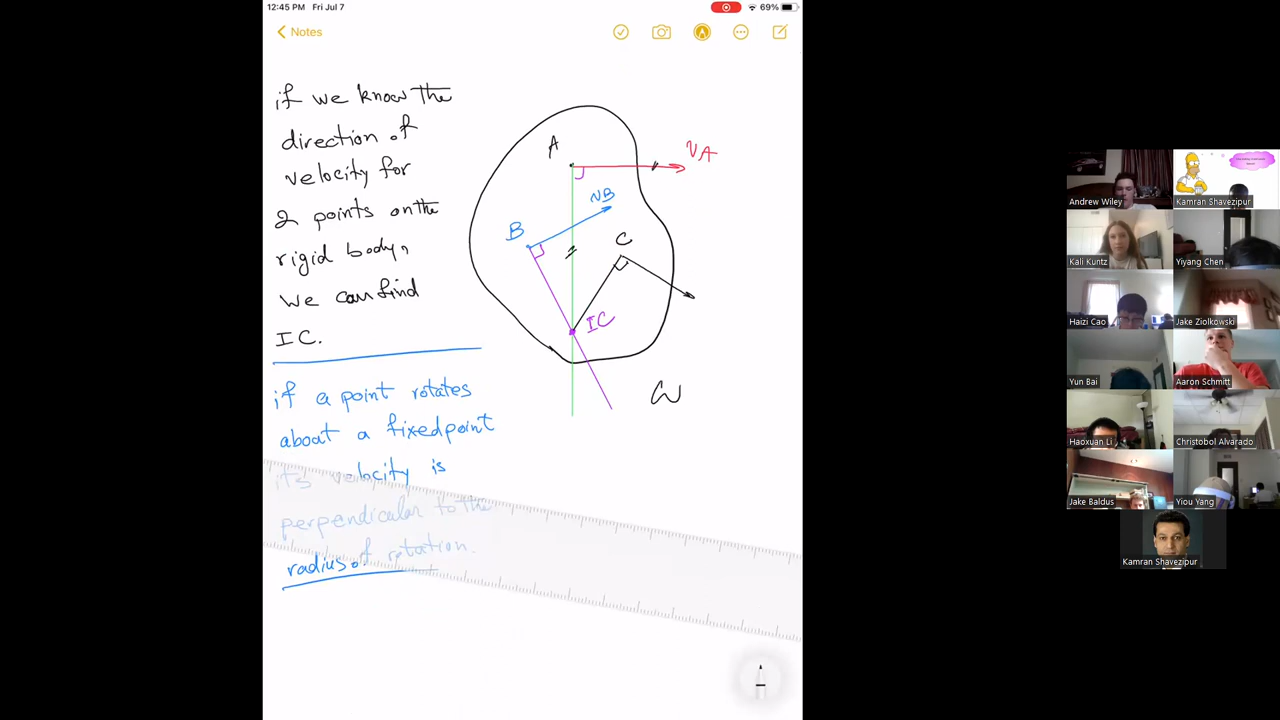 12:45 PM Fri Jul 7
69%
Notes
if we know the
direction of
velocity for
2 points on the
rigid body,
we can find
IC.
if a point rotates
about a fixed point
its velocity is
perpendicular to the
radius of rotation.
A
VA
VB
B
C
IC
ω
Andrew Wiley
Kamran Shavezipur
Kali Kuntz
Yiyang Chen
Haizi Cao
Jake Ziolkowski
Yun Bai
Aaron Schmitt
Haoxuan Li
Christobol Alvarado
Jake Baldus
Yiou Yang
Kamran Shavezipur